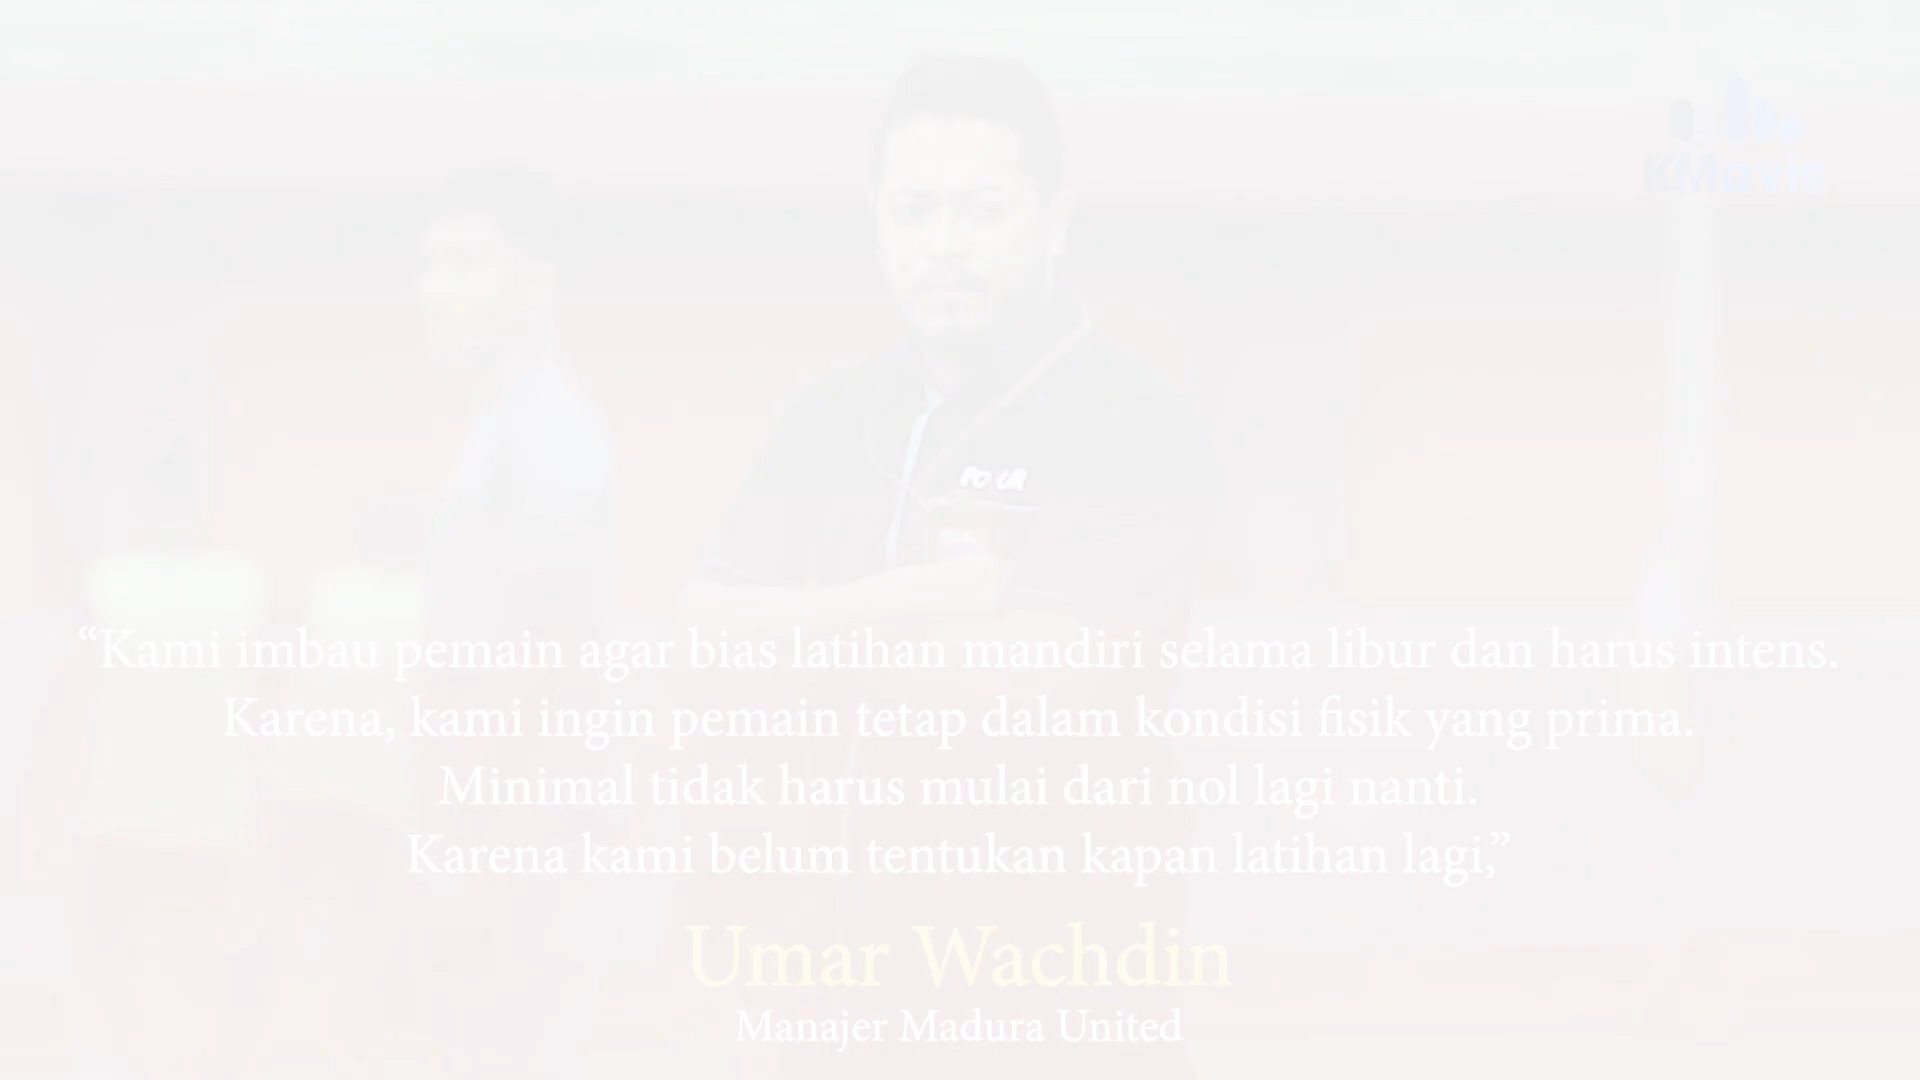 KMovis
“Kami imbau pemain agar bias latihan mandiri selama libur dan harus intens.
Karena, kami ingin pemain tetap dalam kondisi fisik yang prima.
Minimal tidak harus mulai dari nol lagi nanti.
Karena kami belum tentukan kapan latihan lagi,”
Umar Wachdin
Manajer Madura United